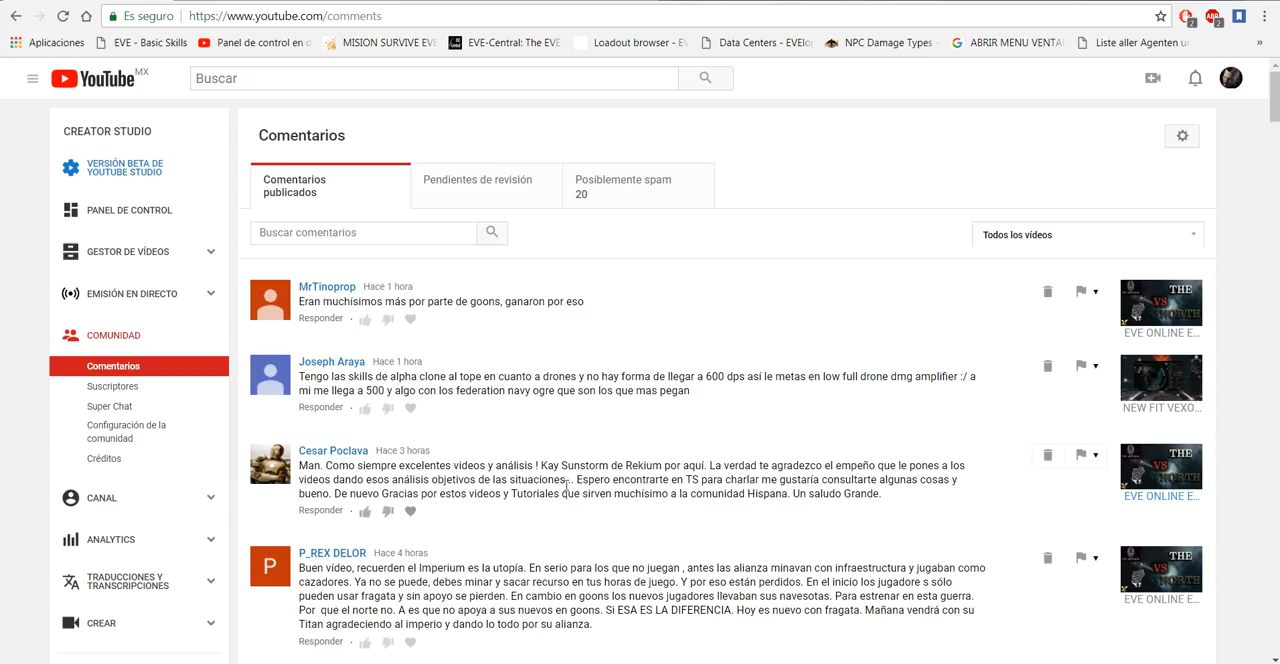 Es seguro | https://www.youtube.com/comments
ABP
2
2
Aplicaciones
EVE - Basic Skills
Panel de control en d
MISION SURVIVE EVE
EVE-Central: The EVE
Loadout browser - EV
Data Centers - EVElop
NPC Damage Types -
ABRIR MENU VENTA
Liste aller Agenten un
»
YouTube MX
Buscar
CREATOR STUDIO
VERSIÓN BETA DE
YOUTUBE STUDIO
PANEL DE CONTROL
GESTOR DE VÍDEOS
EMISIÓN EN DIRECTO
COMUNIDAD
Comentarios
Suscriptores
Super Chat
Configuración de la
comunidad
Créditos
CANAL
ANALYTICS
TRADUCCIONES Y
TRANSCRIPCIONES
CREAR
Comentarios
Comentarios
publicados
Pendientes de revisión
Posiblemente spam
20
Buscar comentarios
Todos los vídeos
MrTinoprop Hace 1 hora
Eran muchísimos más por parte de goons, ganaron por eso
Responder
THE
VS
NORTH
EVE ONLINE E...
Joseph Araya Hace 1 hora
Tengo las skills de alpha clone al taxe en cuanto a drones y no hay forma de llegar a 600 dps así le metas en low full drone dmg amplifier :/ a
mi me llega a 500 y algo con los federation navy ogre que son los que mas pegan
Responder
NEW FIT VEXO...
Cesar Poclava Hace 3 horas
Man. Como siempre excelentes videos y análisis ! Kay Sunstorm de Rekium por aquí. La verdad te agradezco el empeño que le pones a los
videos dando esos análisis objetivos de las situaciones... Espero encontrarte en TS para charlar me gustaría consultarte algunas cosas y
bueno. De nuevo Gracias por estos videos y Tutoriales que sirven muchísimo a la comunidad Hispana. Un saludo Grande.
Responder
THE
VS
NORTH
EVE ONLINE E...
P
P_REX DELOR Hace 4 horas
Buen vídeo, recuerden el Imperium es la utopía. En serio para los que no juegan , antes las alianza minavan con infraestructura y jugaban como
cazadores. Ya no se puede, debes minar y sacar recurso en tus horas de juego. Y por eso están perdidos. En el inicio los jugadore s sólo
pueden usar fragata y sin apoyo se pierden. En cambio en goons los nuevos jugadores llevaban sus navesotas. Para estrenar en esta guerra.
Por que el norte no. A es que no apoya a sus nuevos en goons. Si ESA ES LA DIFERENCIA. Hoy es nuevo con fragata. Mañana vendrá con su
Titan agradeciendo al imperio y dando lo todo por su alianza.
Responder
THE
VS
NORTH
EVE ONLINE E...